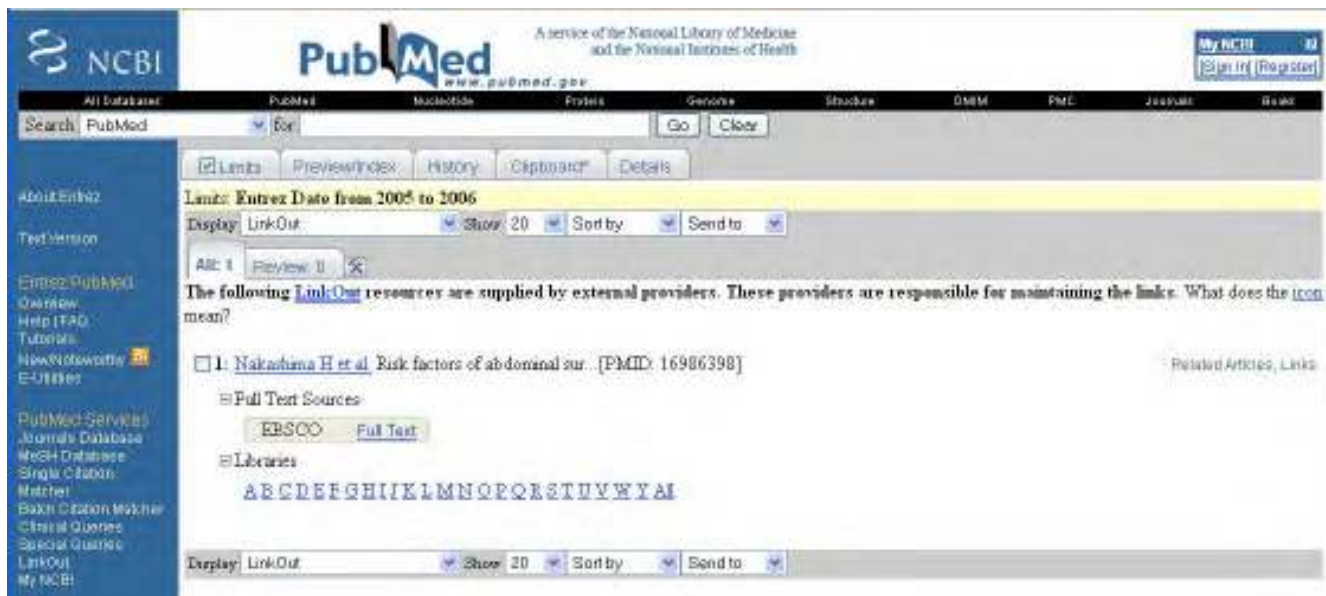 NCBI
PubMed
www.pubmed.gov
A service of the National Library of Medicine
and the National Institutes of Health
My NCBI
[Sign In] [Register]
All Databases PubMed Nucleotide Protein Genome Structure OMIM PMC Journals Books
Search PubMed for Go Clear
Limits Preview/Index History Clipboard Details
About Entrez
Limits: Entrez Date from 2005 to 2006
Display LinkOut Show 20 Sort by Send to
Text Version
All: 1 Review: 0
Entrez PubMed
Overview
Help | FAQ
Tutorials
New/Noteworthy
E-Utilities
The following LinkOut resources are supplied by external providers. These providers are responsible for maintaining the links. What does the icon
mean?
1: Nakashima H et al. Risk factors of abdominal sur...[PMID: 16986398]
Related Articles, Links
Full Text Sources
EBSCO Full Text
Libraries
A B C D E F G H I J K L M N O P Q R S T U V W Y All
PubMed Services
Journals Database
MeSH Database
Single Citation
Matcher
Batch Citation Matcher
Clinical Queries
Special Queries
LinkOut
My NCBI
Display LinkOut Show 20 Sort by Send to